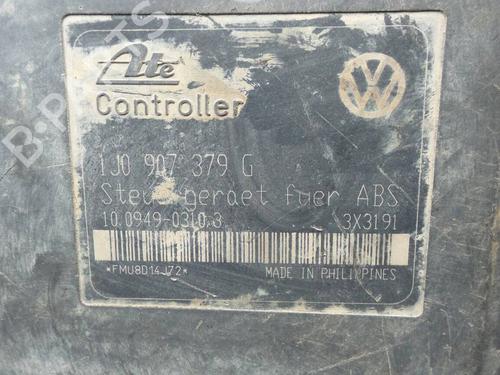 Ate
Controller
1J0 907 379 G
Steuergeraet fuer ABS
10.0949-0310.3 3X3191
*FMU8D14J72*
MADE IN PHILIPPINES